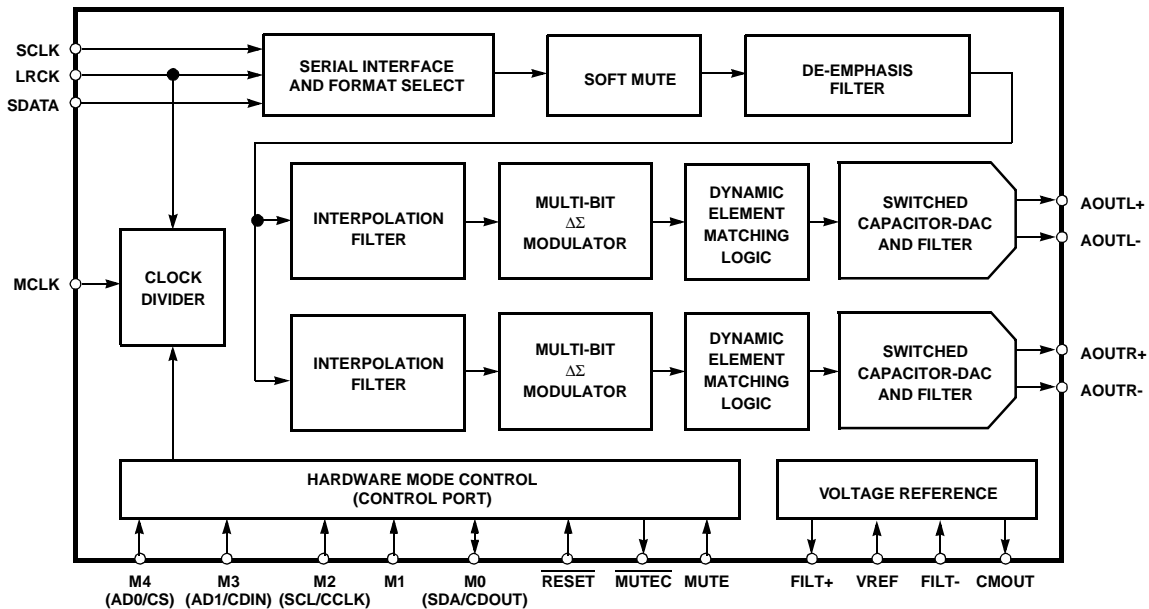 SCLK
LRCK
SDATA
SERIAL INTERFACE
AND FORMAT SELECT
SOFT MUTE
DE-EMPHASIS
FILTER
INTERPOLATION
FILTER
MULTI-BIT
ΔΣ
MODULATOR
DYNAMIC
ELEMENT
MATCHING
LOGIC
SWITCHED
CAPACITOR-DAC
AND FILTER
AOUTL+
AOUTL-
MCLK
CLOCK
DIVIDER
INTERPOLATION
FILTER
MULTI-BIT
ΔΣ
MODULATOR
DYNAMIC
ELEMENT
MATCHING
LOGIC
SWITCHED
CAPACITOR-DAC
AND FILTER
AOUTR+
AOUTR-
HARDWARE MODE CONTROL
(CONTROL PORT)
VOLTAGE REFERENCE
M4
(AD0/CS)
M3
(AD1/CDIN)
M2
(SCL/CCLK)
M1
M0
(SDA/CDOUT)
RESET
MUTEC
MUTE
FILT+
VREF
FILT-
CMOUT